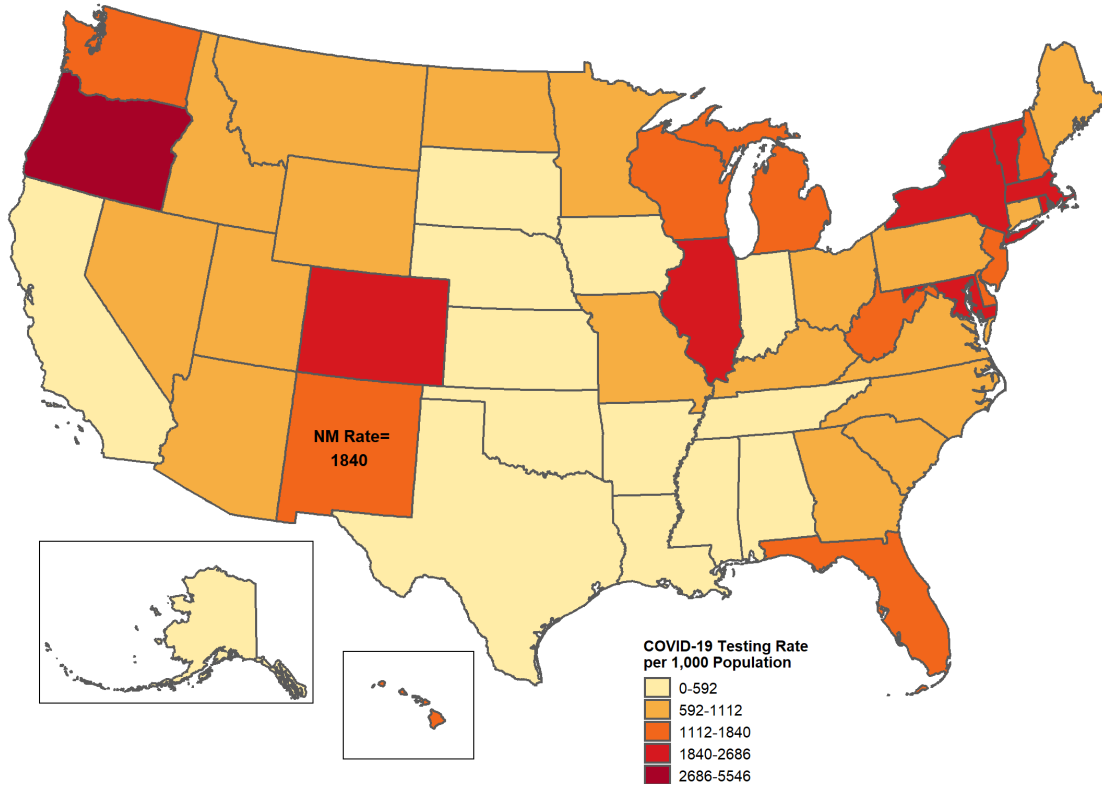 NM Rate=
1840
COVID-19 Testing Rate
per 1,000 Population
0-592
592-1112
1112-1840
1840-2686
2686-5546